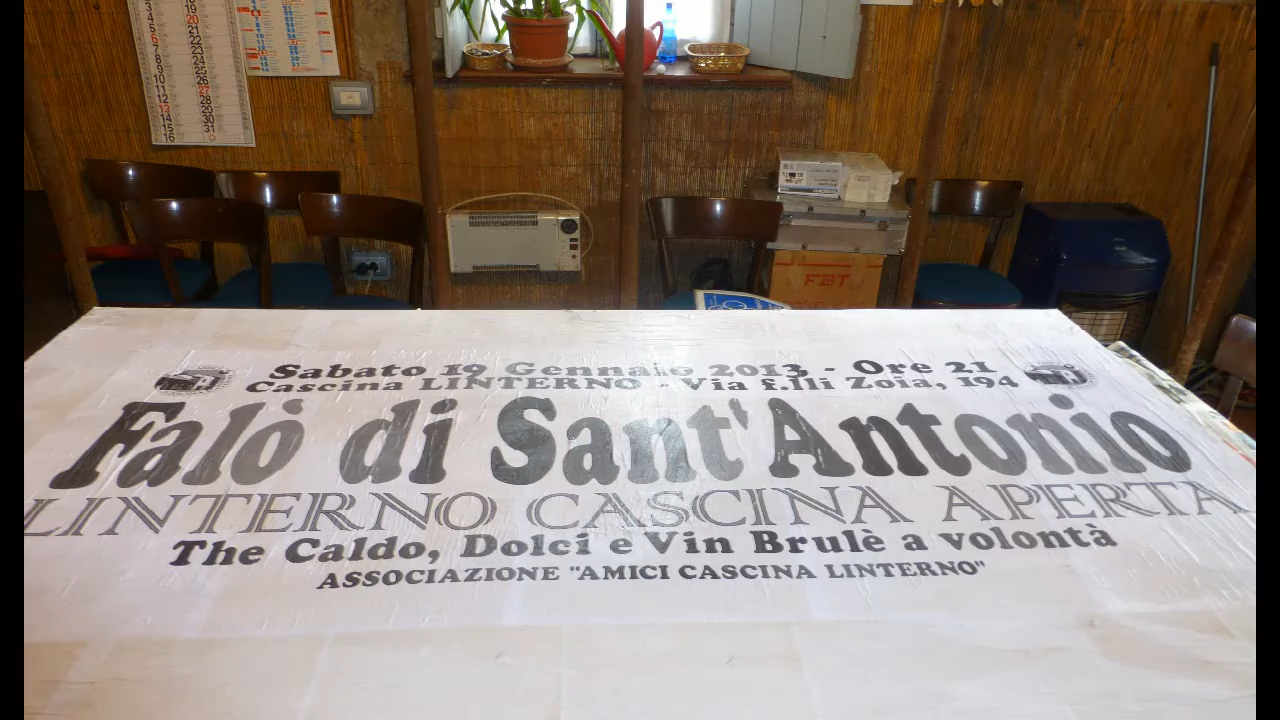 FBT
Sabato 19 Gennaio 2013 - Ore 21
Cascina LINTERNO - Via f.lli Zoia, 194
Falò di Sant'Antonio
LINTERNO CASCINA APERTA
The Caldo, Dolci e Vin Brulè a volontà
ASSOCIAZIONE "AMICI CASCINA LINTERNO"